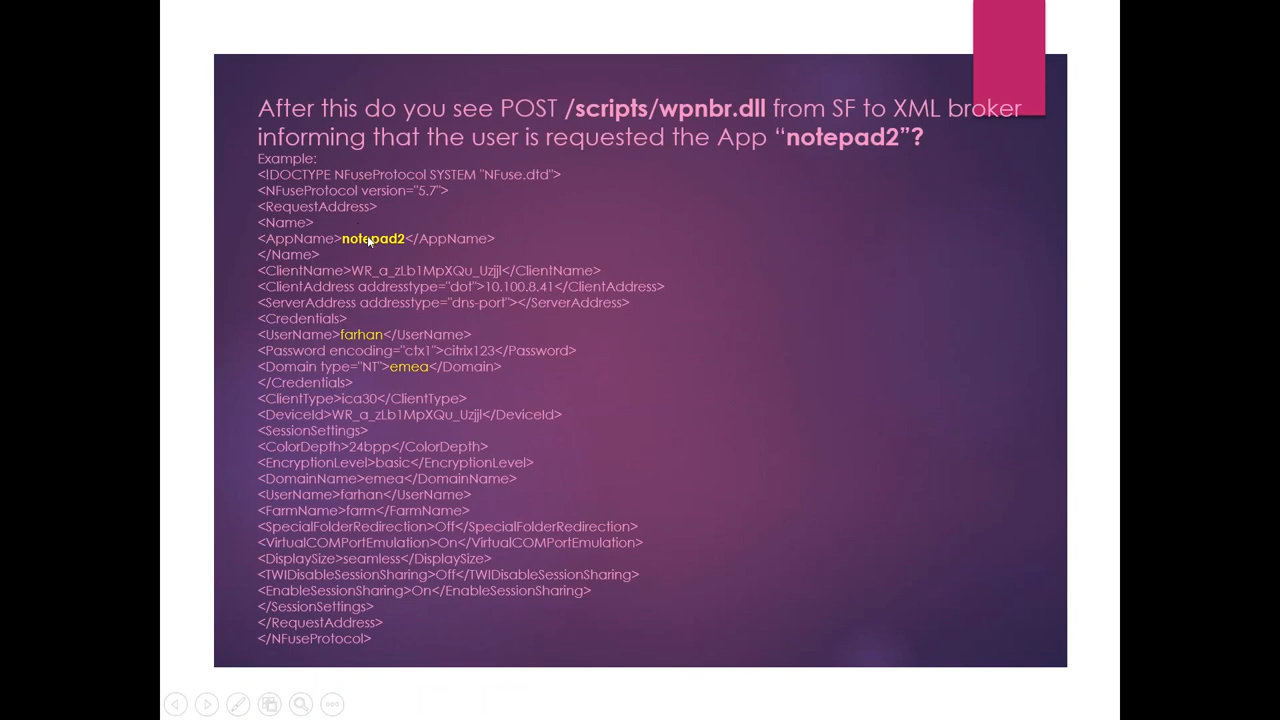 After this do you see POST /scripts/wpnbr.dll from SF to XML broker
informing that the user is requested the App “notepad2”?
Example:
<!DOCTYPE NFuseProtocol SYSTEM "NFuse.dtd">
<NFuseProtocol version="5.7">
<RequestAddress>
<Name>
<AppName>notepad2</AppName>
</Name>
<ClientName>WR_a_zLb1MpXQu_Uzjjl</ClientName>
<ClientAddress addresstype="dot">10.100.8.41</ClientAddress>
<ServerAddress addresstype="dns-port"></ServerAddress>
<Credentials>
<UserName>farhan</UserName>
<Password encoding="ctx1">citrix123</Password>
<Domain type="NT">emea</Domain>
</Credentials>
<ClientType>ica30</ClientType>
<DeviceId>WR_a_zLb1MpXQu_Uzjjl</DeviceId>
<SessionSettings>
<ColorDepth>24bpp</ColorDepth>
<EncryptionLevel>basic</EncryptionLevel>
<DomainName>emea</DomainName>
<UserName>farhan</UserName>
<FarmName>farm</FarmName>
<SpecialFolderRedirection>Off</SpecialFolderRedirection>
<VirtualCOMPortEmulation>On</VirtualCOMPortEmulation>
<DisplaySize>seamless</DisplaySize>
<TWIDisableSessionSharing>Off</TWIDisableSessionSharing>
<EnableSessionSharing>On</EnableSessionSharing>
</SessionSettings>
</RequestAddress>
</NFuseProtocol>